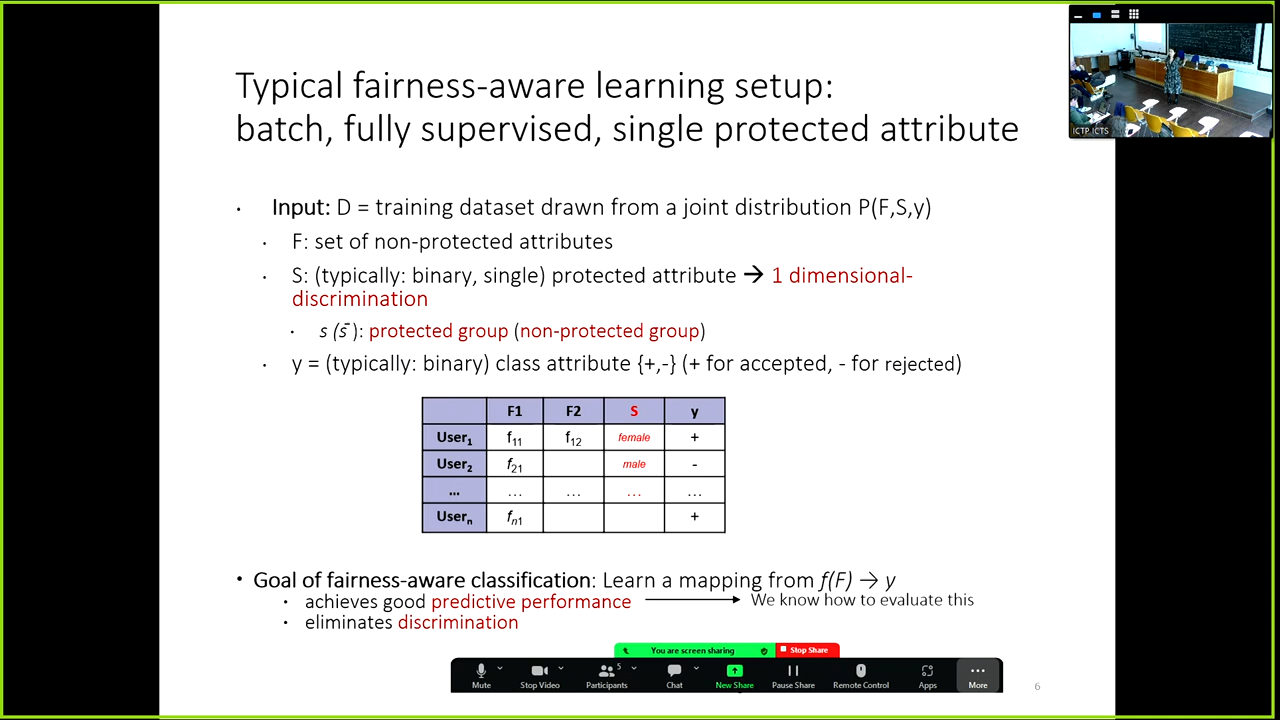 ICTP ICTS
Typical fairness-aware learning setup:
batch, fully supervised, single protected attribute
• Input: D = training dataset drawn from a joint distribution P(F,S,y)
• F: set of non-protected attributes
• S: (typically: binary, single) protected attribute → 1 dimensional-
discrimination
• s (s̄ ): protected group (non-protected group)
• y = (typically: binary) class attribute {+,-} (+ for accepted, - for rejected)
F1 F2 S y
User1 f11 f12 female +
User2 f21 male -
... ... ... ... ...
Usern fn1 +
• Goal of fairness-aware classification: Learn a mapping from f(F) → y
• achieves good predictive performance → We know how to evaluate this
• eliminates discrimination
You are screen sharing Stop Share
Mute Stop Video Participants 5 Chat New Share Pause Share Remote Control Apps More
6